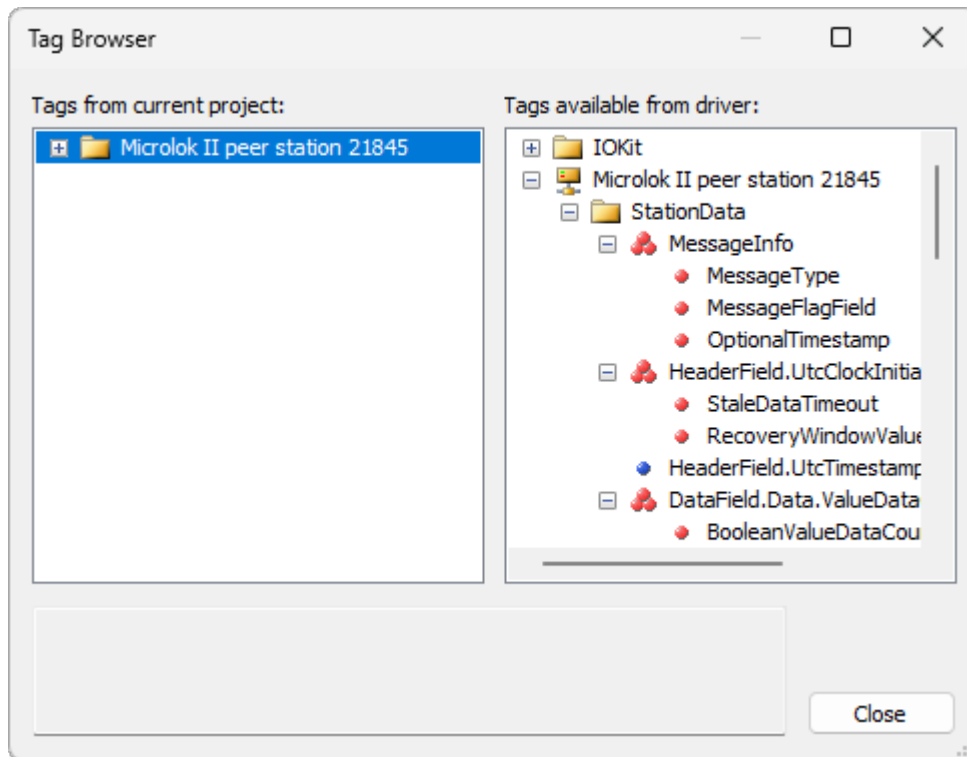 Tag Browser
Tags from current project:
Microlok II peer station 21845
Tags available from driver:
IOKit
Microlok II peer station 21845
StationData
MessageInfo
MessageType
MessageFlagField
OptionalTimestamp
HeaderField.UtcClockInitia
StaleDataTimeout
RecoveryWindowValue
HeaderField.UtcTimestamp
DataField.Data.ValueData
BooleanValueDataCou
Close